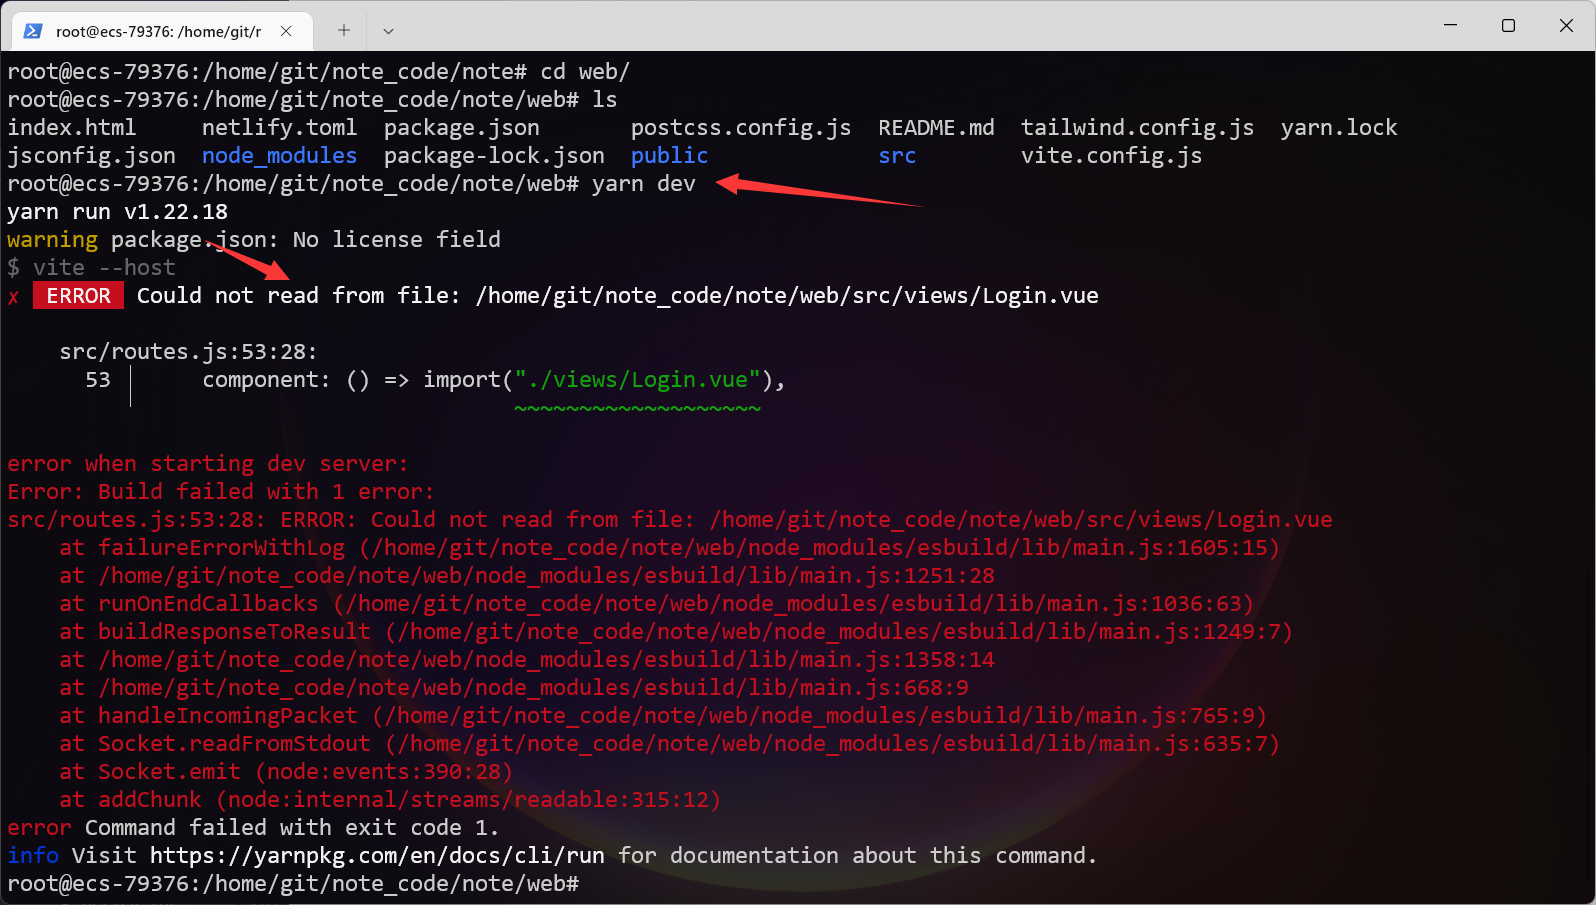 root@ecs-79376: /home/git/r
root@ecs-79376:/home/git/note_code/note# cd web/
root@ecs-79376:/home/git/note_code/note/web# ls
index.html netlify.toml package.json postcss.config.js README.md tailwind.config.js yarn.lock
jsconfig.json node_modules package-lock.json public src vite.config.js
root@ecs-79376:/home/git/note_code/note/web# yarn dev
yarn run v1.22.18
warning package.json: No license field
$ vite --host
✗ ERROR Could not read from file: /home/git/note_code/note/web/src/views/Login.vue
src/routes.js:53:28:
53 │ component: () => import("./views/Login.vue"),
~~~~~~~~~~~~~~~~~~~
error when starting dev server:
Error: Build failed with 1 error:
src/routes.js:53:28: ERROR: Could not read from file: /home/git/note_code/note/web/src/views/Login.vue
at failureErrorWithLog (/home/git/note_code/note/web/node_modules/esbuild/lib/main.js:1605:15)
at /home/git/note_code/note/web/node_modules/esbuild/lib/main.js:1251:28
at runOnEndCallbacks (/home/git/note_code/note/web/node_modules/esbuild/lib/main.js:1036:63)
at buildResponseToResult (/home/git/note_code/note/web/node_modules/esbuild/lib/main.js:1249:7)
at /home/git/note_code/note/web/node_modules/esbuild/lib/main.js:1358:14
at /home/git/note_code/note/web/node_modules/esbuild/lib/main.js:668:9
at handleIncomingPacket (/home/git/note_code/note/web/node_modules/esbuild/lib/main.js:765:9)
at Socket.readFromStdout (/home/git/note_code/note/web/node_modules/esbuild/lib/main.js:635:7)
at Socket.emit (node:events:390:28)
at addChunk (node:internal/streams/readable:315:12)
error Command failed with exit code 1.
info Visit https://yarnpkg.com/en/docs/cli/run for documentation about this command.
root@ecs-79376:/home/git/note_code/note/web#